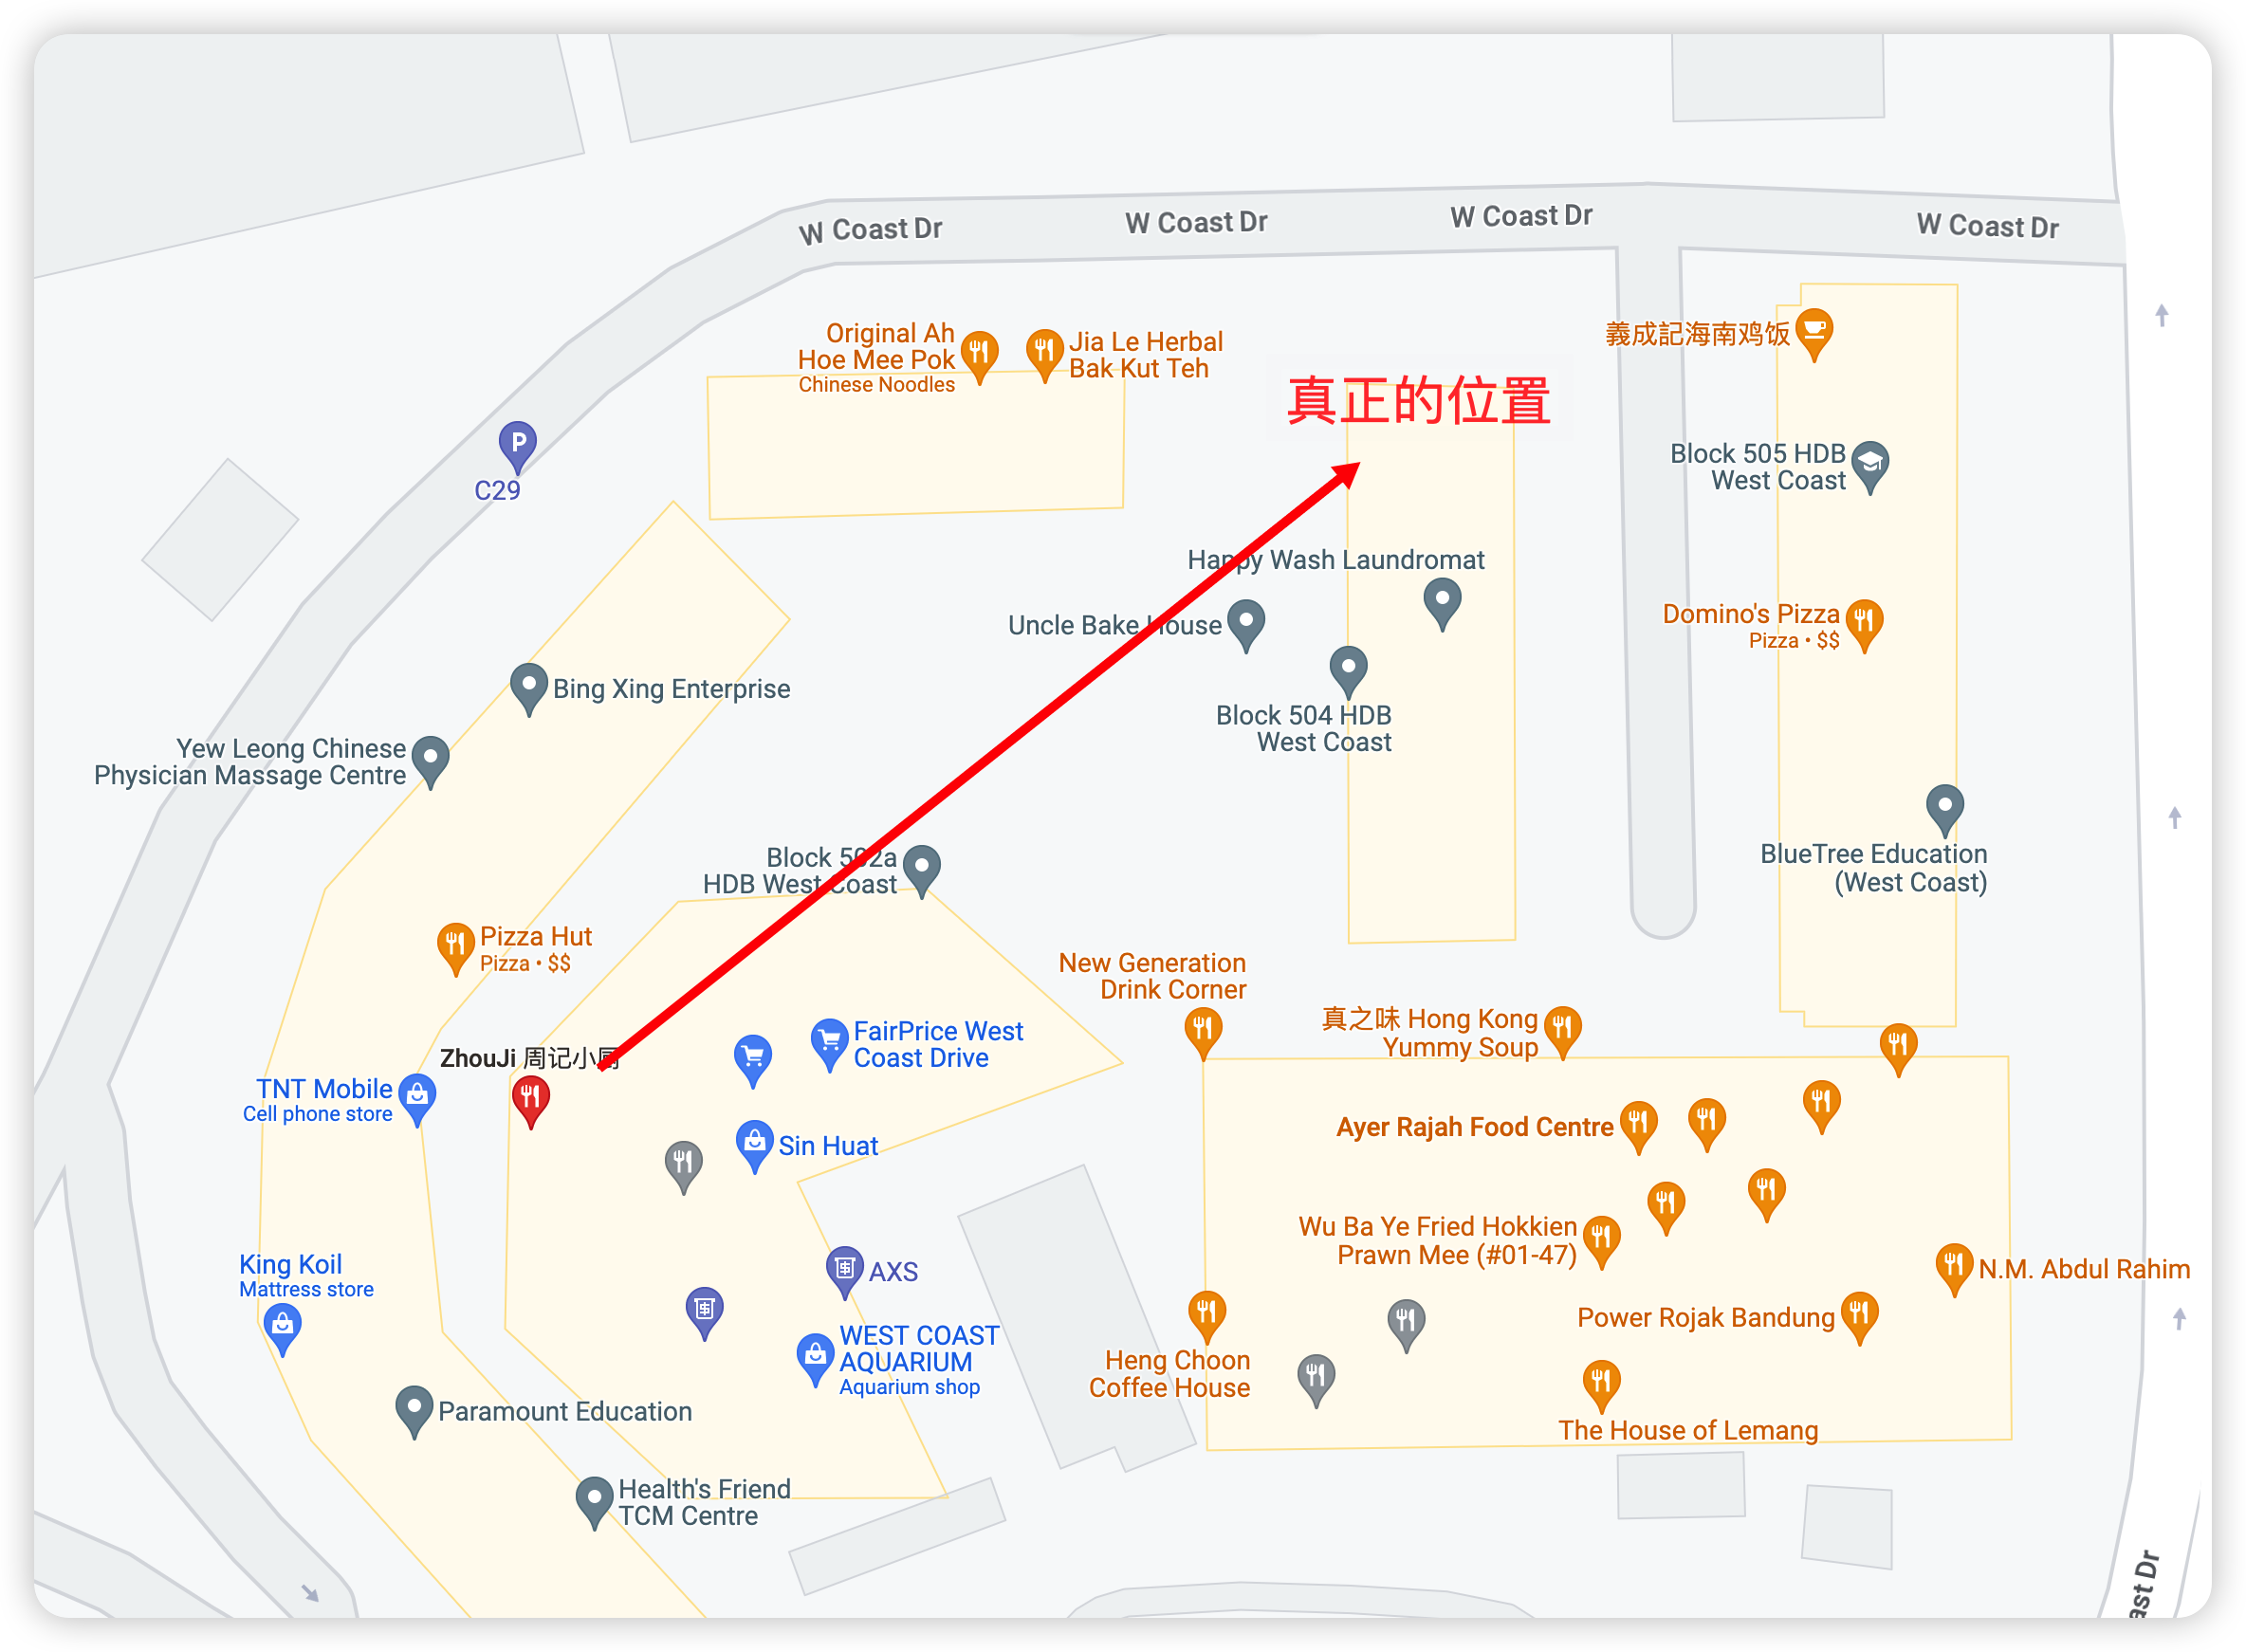 W Coast Dr
W Coast Dr
W Coast Dr
W Coast Dr
Original Ah
Hoe Mee Pok
Chinese Noodles
Jia Le Herbal
Bak Kut Teh
義成記海南鸡饭
真正的位置
P
C29
Block 505 HDB
West Coast
Happy Wash Laundromat
Uncle Bake House
Domino's Pizza
Pizza • $$
Bing Xing Enterprise
Block 504 HDB
West Coast
Yew Leong Chinese
Physician Massage Centre
Block 502a
HDB West Coast
BlueTree Education
(West Coast)
Pizza Hut
Pizza • $$
New Generation
Drink Corner
真之味 Hong Kong
Yummy Soup
FairPrice West
Coast Drive
ZhouJi 周记小厨
TNT Mobile
Cell phone store
Sin Huat
Ayer Rajah Food Centre
Wu Ba Ye Fried Hokkien
Prawn Mee (#01-47)
King Koil
Mattress store
AXS
N.M. Abdul Rahim
Power Rojak Bandung
WEST COAST
AQUARIUM
Aquarium shop
Heng Choon
Coffee House
Paramount Education
The House of Lemang
Health's Friend
TCM Centre
ast Dr